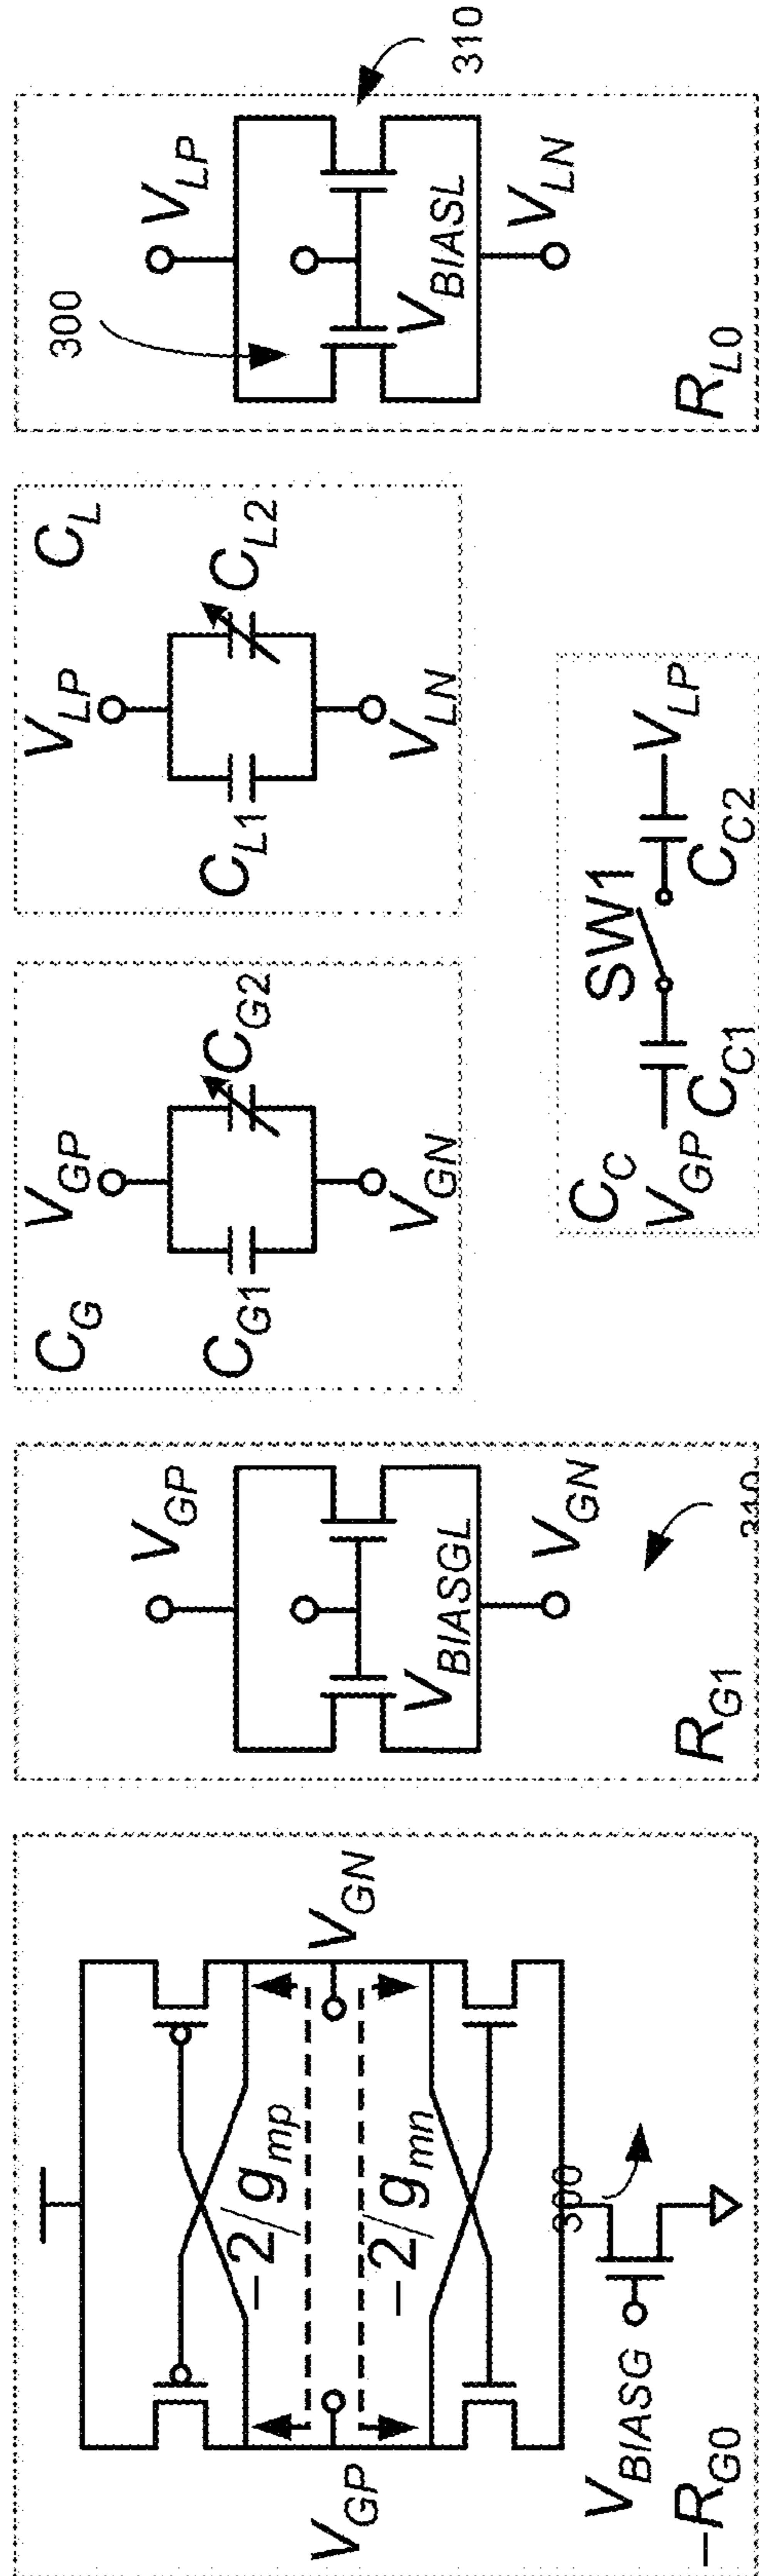 V_GP
V_GN
−2/g_mp
−2/g_mn
300
V_BIASG
−R_G0
V_GP
V_BIASGL
V_GN
R_G1
C_G
V_GP
C_G1
C_G2
V_GN
C_L
V_LP
C_L1
C_L2
V_LN
C_C
SW1
V_GP
V_LP
C_C1
C_C2
300
V_LP
310
V_BIASL
V_LN
R_L0